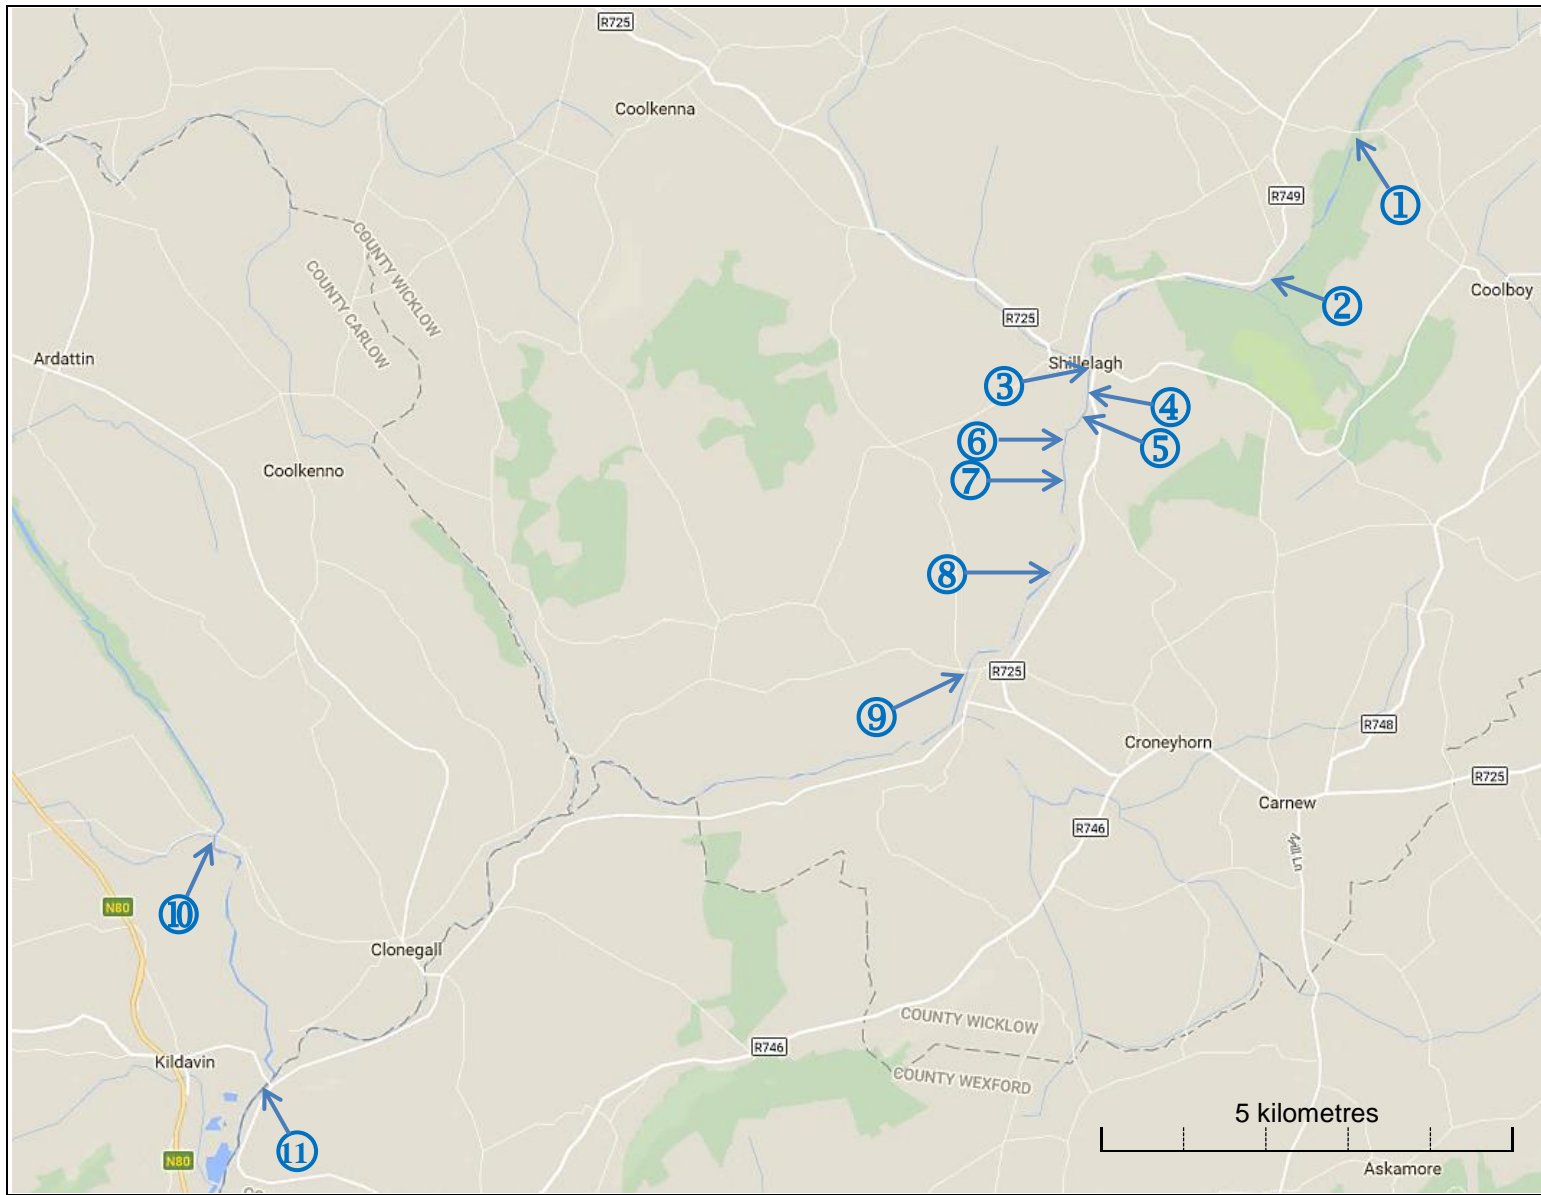 R725
Coolkenna
①
R749
COUNTY WICKLOW
COUNTY CARLOW
Coolboy
②
R725
Ardattin
Shillelagh
③
④
⑤
⑥
Coolkenno
⑦
⑧
R725
⑨
R748
Croneyhorn
R725
Carnew
R746
Mill Ln
N80
⑩
Clonegall
COUNTY WICKLOW
R746
Kildavin
COUNTY WEXFORD
5 kilometres
⑪
N80
Askamore